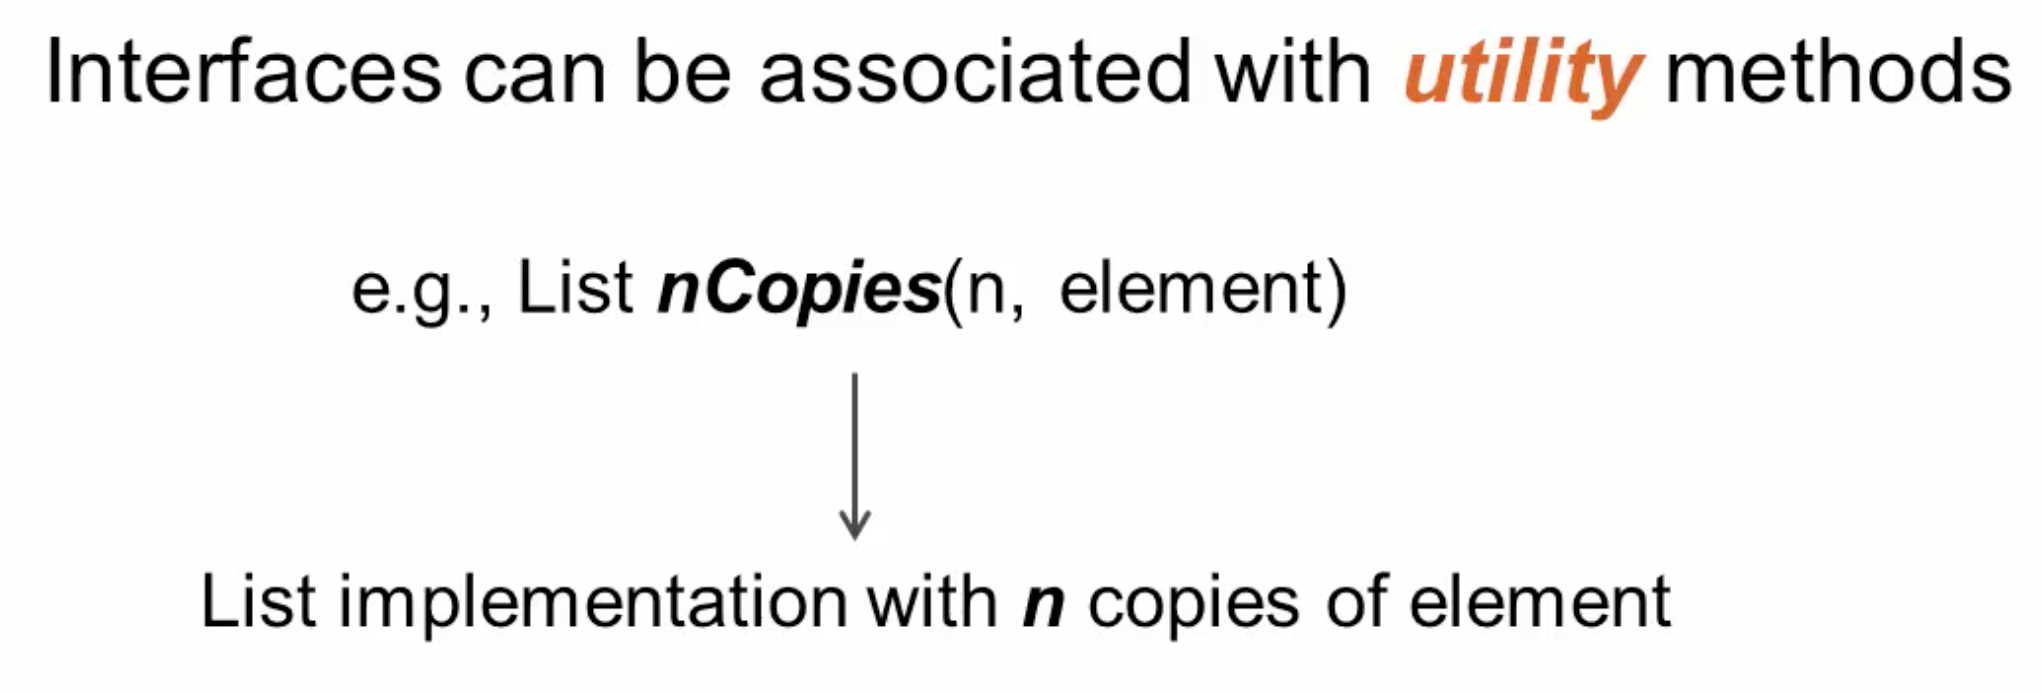 Interfaces can be associated with utility methods
e.g., List nCopies(n, element)
List implementation with n copies of element